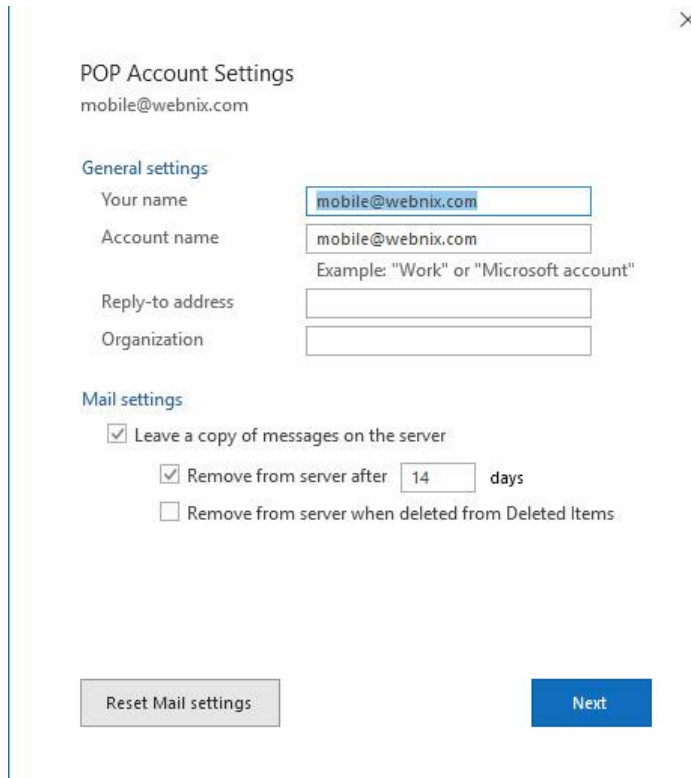 POP Account Settings
mobile@webnix.com
General settings
Your name mobile@webnix.com
Account name mobile@webnix.com
Example: "Work" or "Microsoft account"
Reply-to address
Organization
Mail settings
Leave a copy of messages on the server
Remove from server after 14 days
Remove from server when deleted from Deleted Items
Reset Mail settings Next